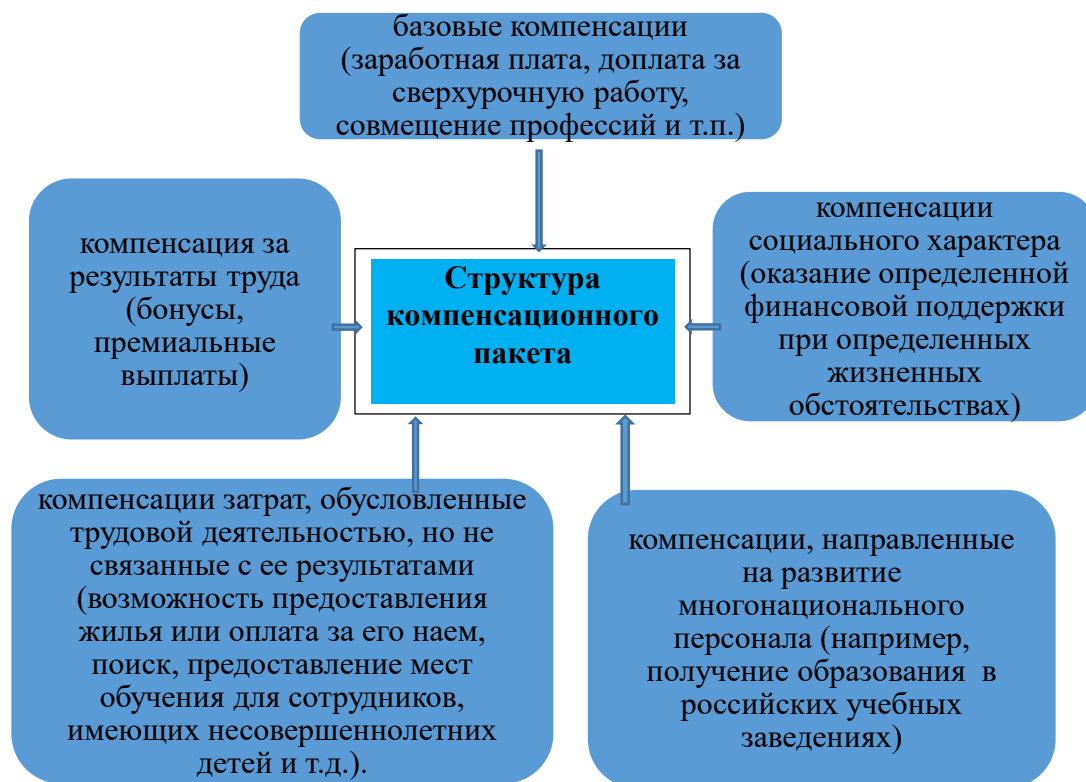 базовые компенсации
(заработная плата, доплата за
сверхурочную работу,
совмещение профессий и т.п.)
компенсация за
результаты труда
(бонусы,
премиальные
выплаты)
Структура
компенсационного
пакета
компенсации
социального характера
(оказание определенной
финансовой поддержки
при определенных
жизненных
обстоятельствах)
компенсации затрат, обусловленные
трудовой деятельностью, но не
связанные с ее результатами
(возможность предоставления
жилья или оплата за его наем,
поиск, предоставление мест
обучения для сотрудников,
имеющих несовершеннолетних
детей и т.д.).
компенсации, направленные
на развитие
многонационального
персонала (например,
получение образования в
российских учебных
заведениях)